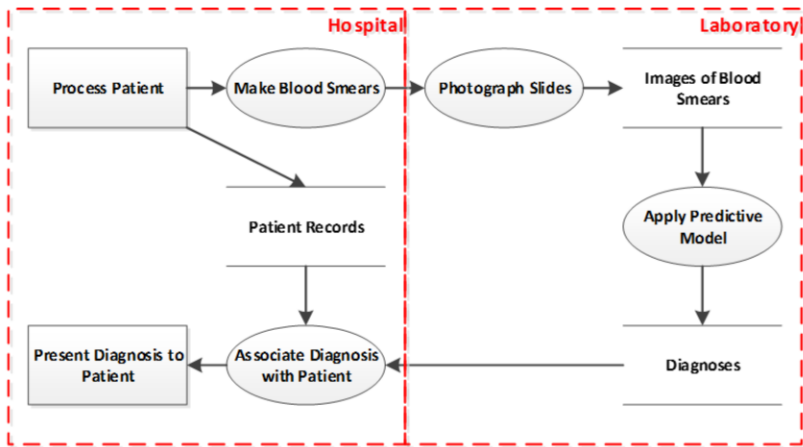 Hospital
Laboratory
Process Patient
Make Blood Smears
Photograph Slides
Images of Blood
Smears
Patient Records
Apply Predictive
Model
Present Diagnosis to
Patient
Associate Diagnosis
with Patient
Diagnoses